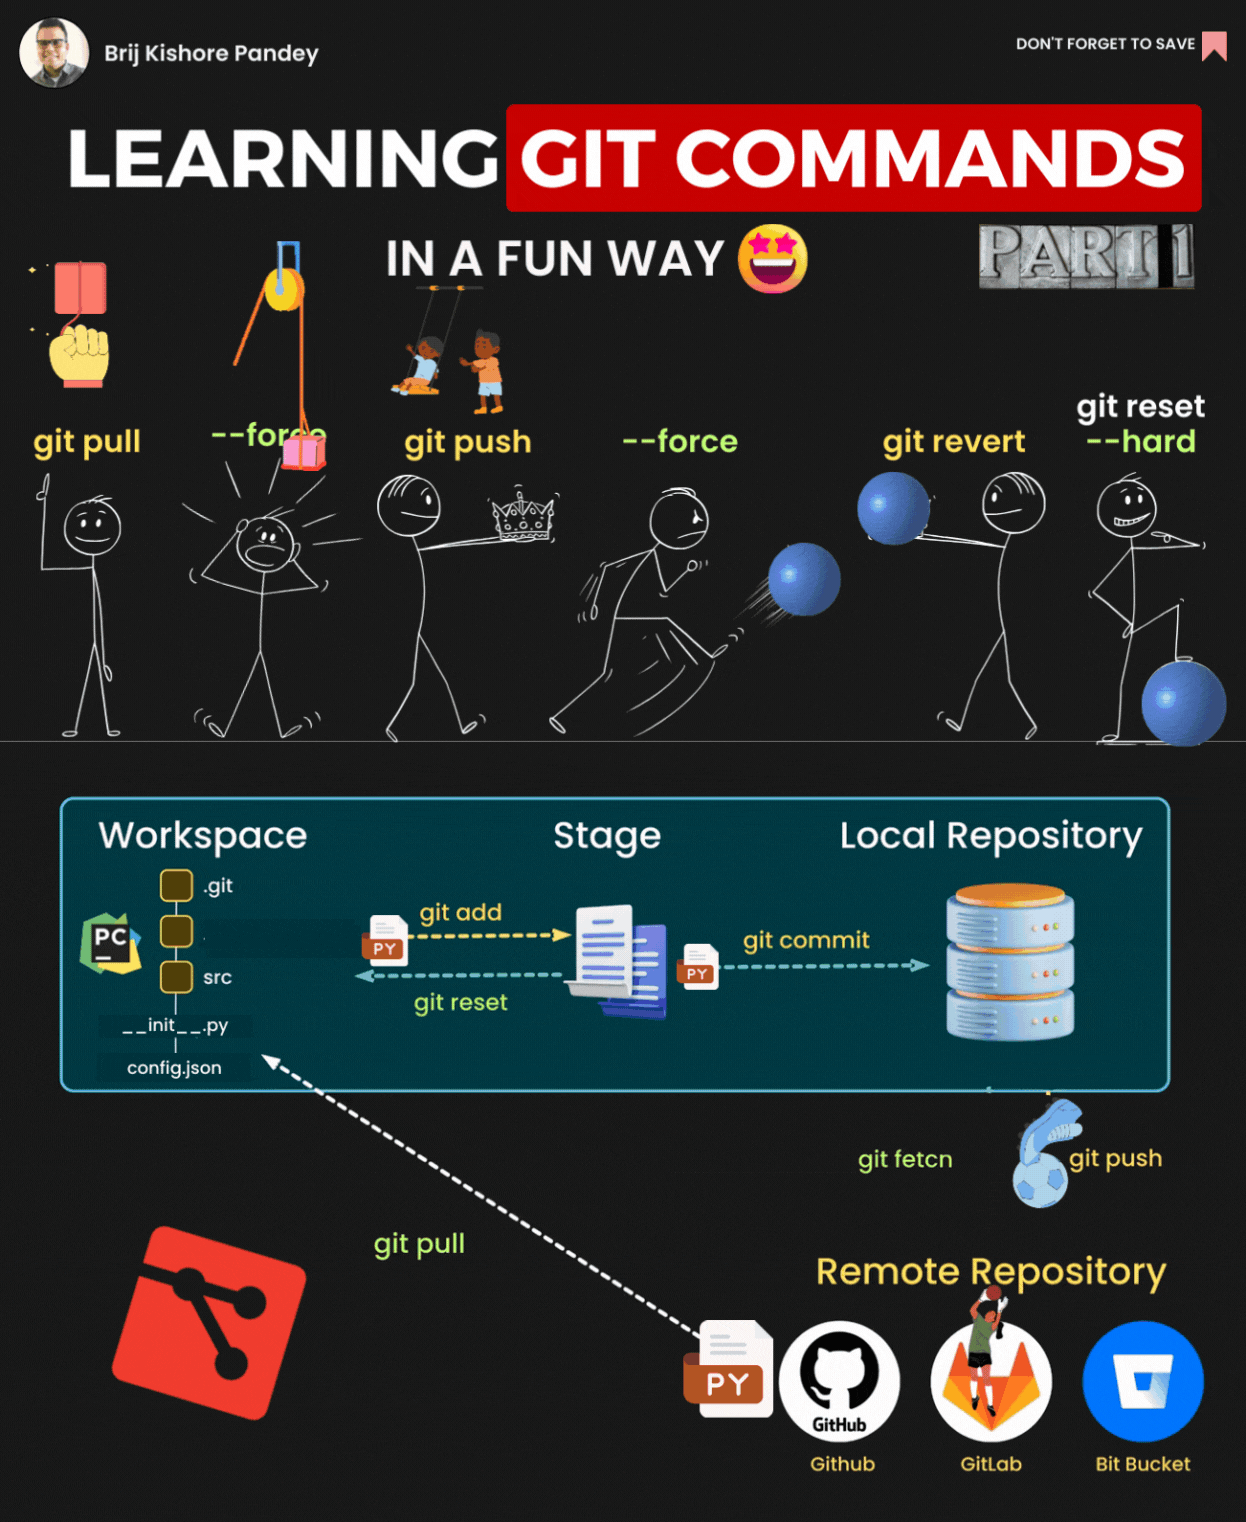 Brij Kishore Pandey
DON'T FORGET TO SAVE
LEARNING GIT COMMANDS
IN A FUN WAY
PART 1
git pull
--force
git push
--force
git revert
git reset
--hard
Workspace
Stage
Local Repository
.git
PC
src
__init__.py
config.json
PY
git add
git reset
PY
git commit
git fetcn
git push
git pull
Remote Repository
PY
GitHub
Github
GitLab
Bit Bucket